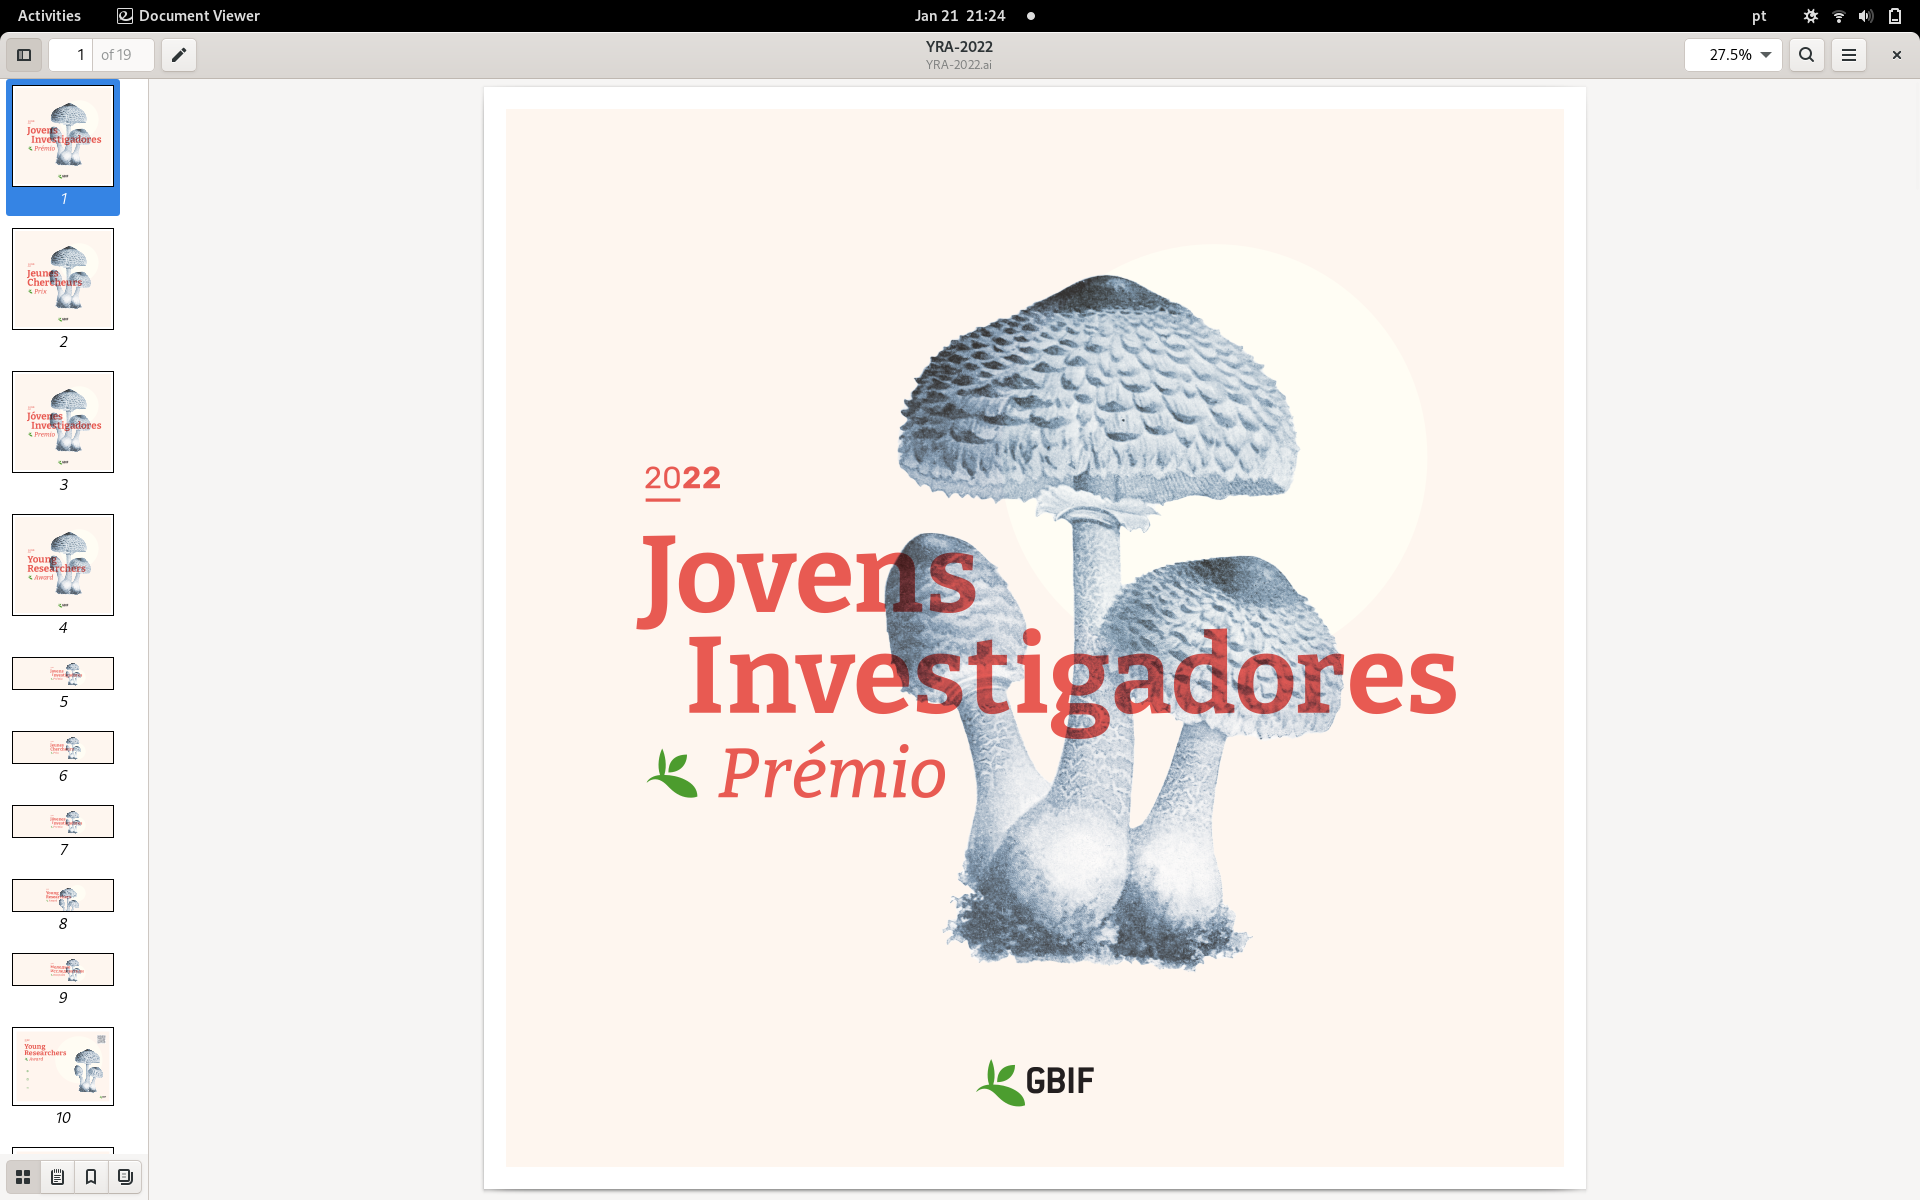 Activities
Document Viewer
Jan 21 21:24
pt
1
of 19
YRA-2022
YRA-2022.ai
27.5%
Jovens
Investigadores
Prémio
1
Jeunes
Chercheurs
Prix
2
Jóvenes
Investigadores
Premio
3
Young
Researchers
Award
4
5
6
7
8
9
Young
Researchers
Award
10
2022
Jovens
Investigadores
Prémio
GBIF